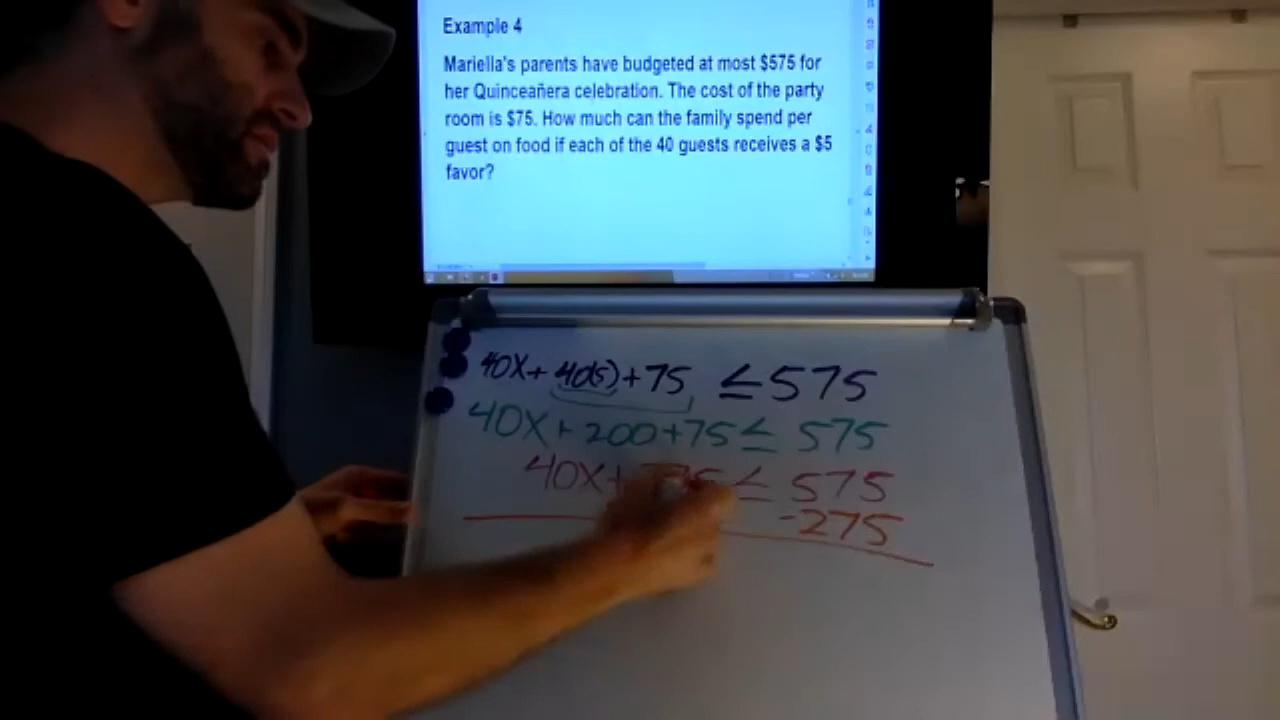 Example 4
Mariella's parents have budgeted at most $575 for
her Quinceañera celebration. The cost of the party
room is $75. How much can the family spend per
guest on food if each of the 40 guests receives a $5
favor?
40X+ 40(5) +75 ≤575
40X+200+75≤ 575
40X+ 275 ≤ 575
-275